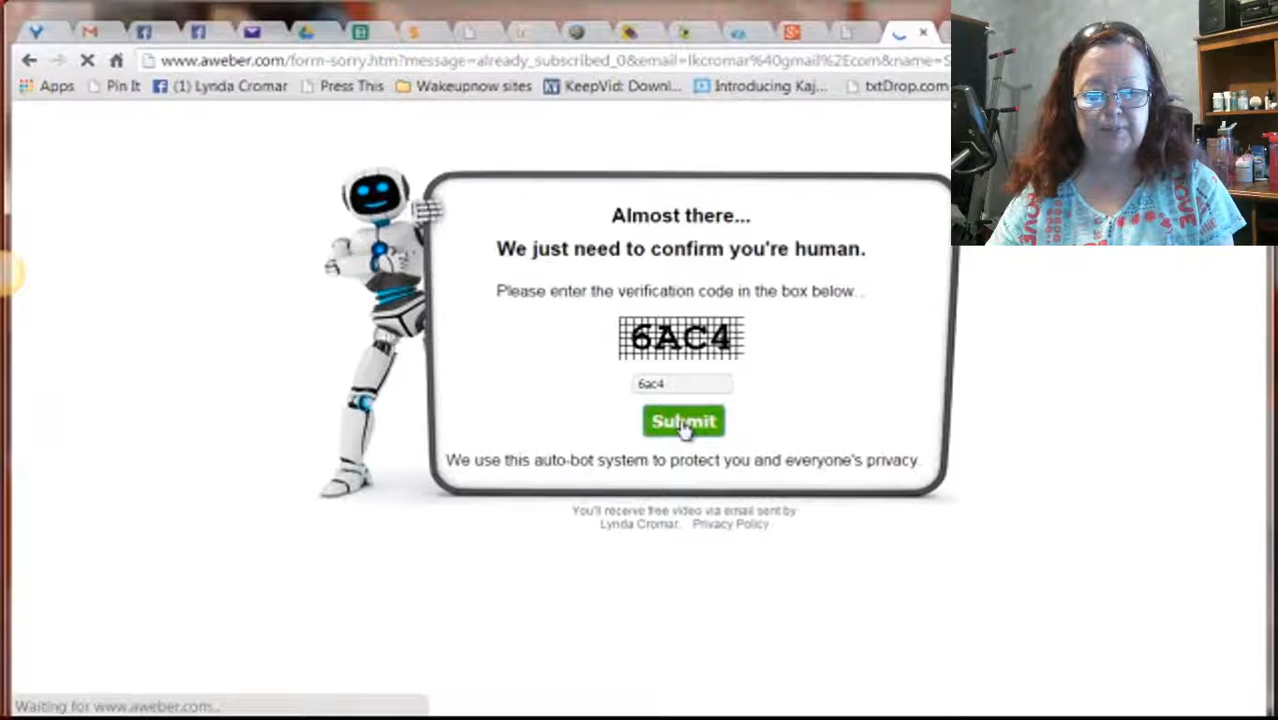 www.aweber.com/form-sorry.htm?message=already_subscribed_0&email=lkcromar%40gmail%2Ecom&name=S
Apps Pin It (1) Lynda Cromar Press This Wakeupnow sites KeepVid: Downl... Introducing Kaj... txtDrop.com
Almost there...
We just need to confirm you're human.
Please enter the verification code in the box below...
6AC4
6ac4
Submit
We use this auto-bot system to protect you and everyone's privacy.
You'll receive free video via email sent by
Lynda Cromar. Privacy Policy
Waiting for www.aweber.com...